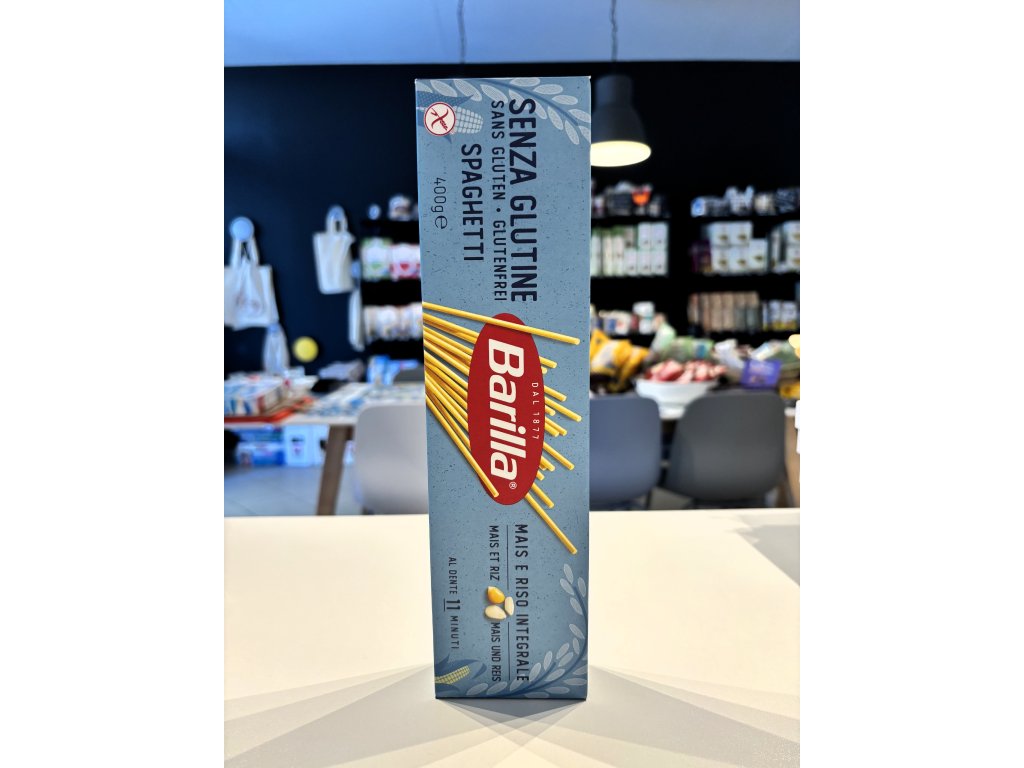 SENZA GLUTINE
SANS GLUTEN • GLUTENFREI
SPAGHETTI
400g ℮
DAL 1877
Barilla®
MAIS E RISO INTEGRALE
MAIS ET RIZ
MAIS UND REIS
AL DENTE 11 MINUTI